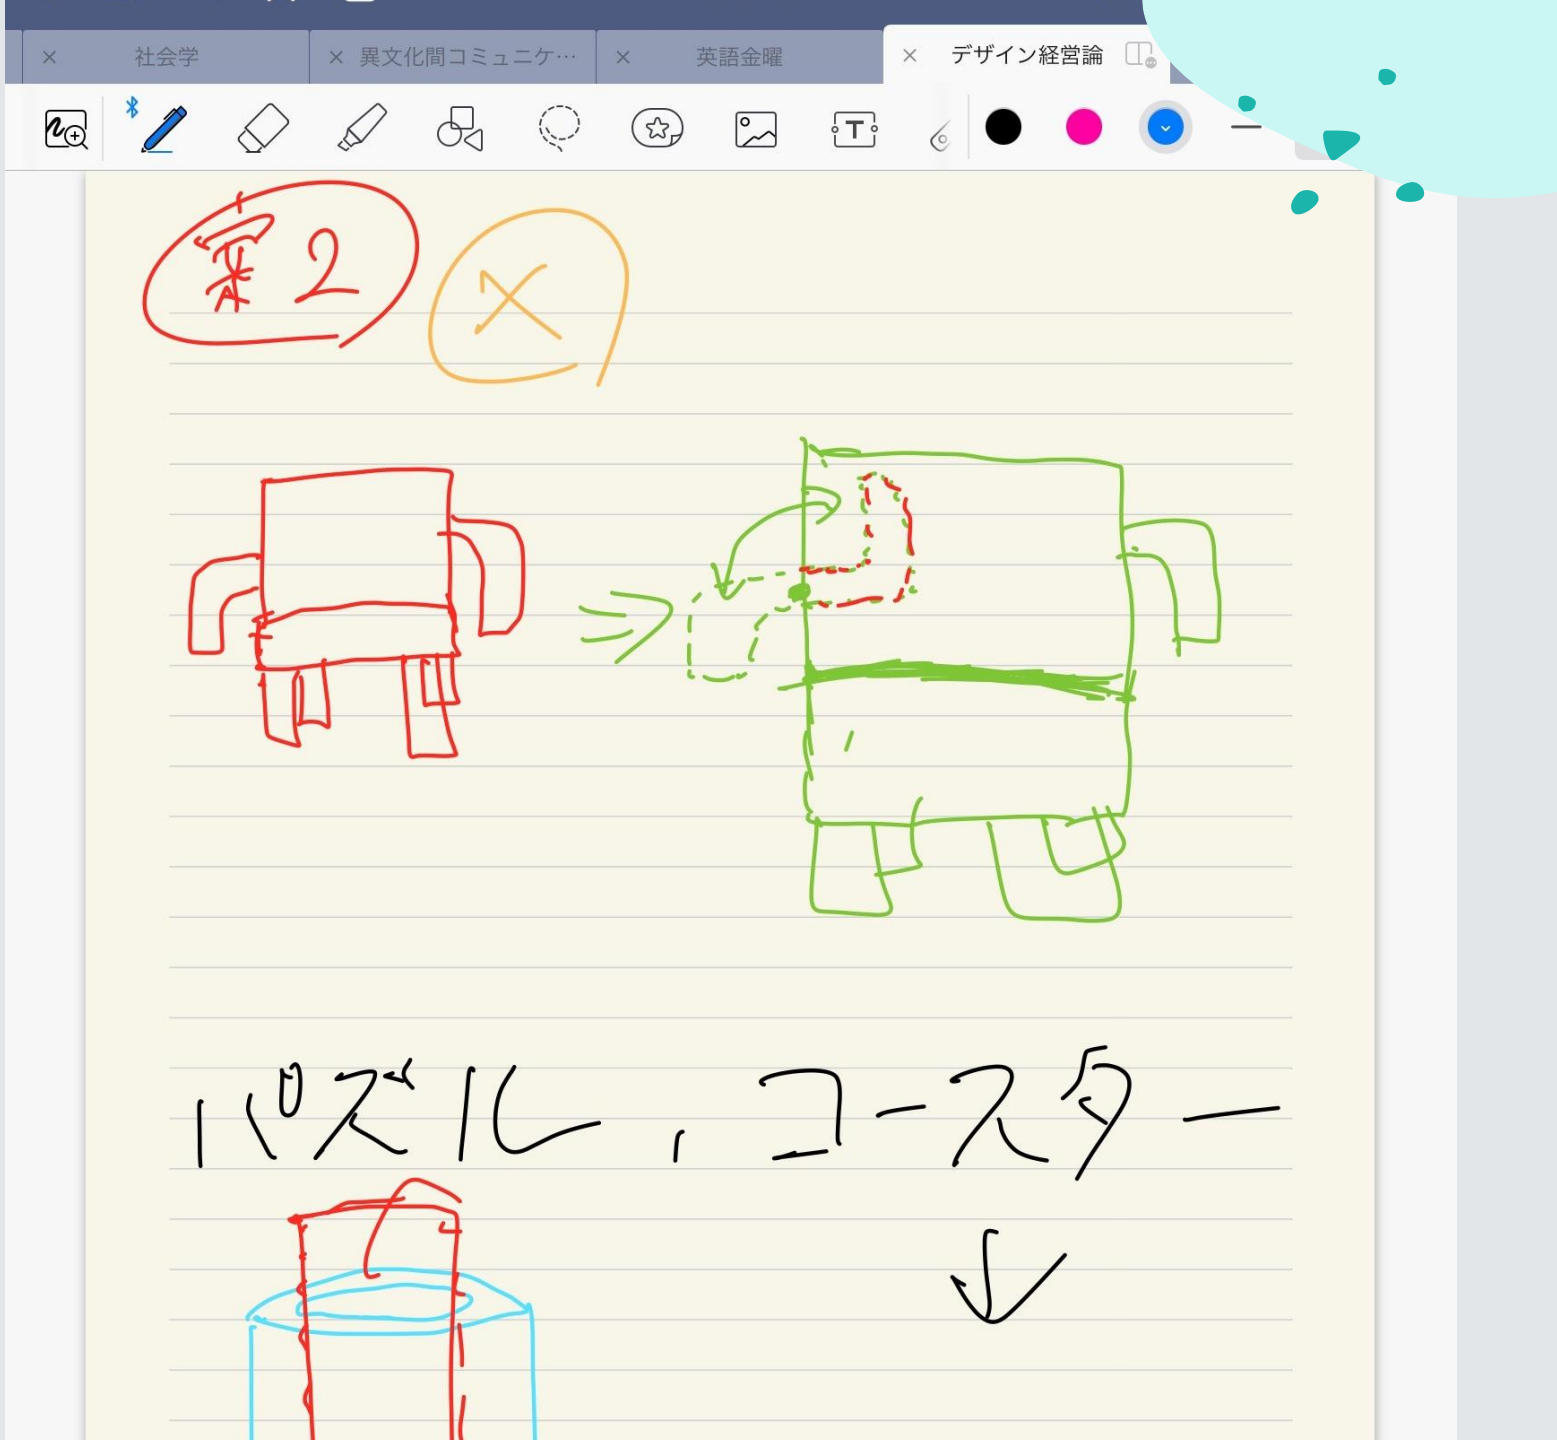 社会学 異文化間コミュニケ… 英語金曜 デザイン経営論
T
案2 ×
パズル, コースター